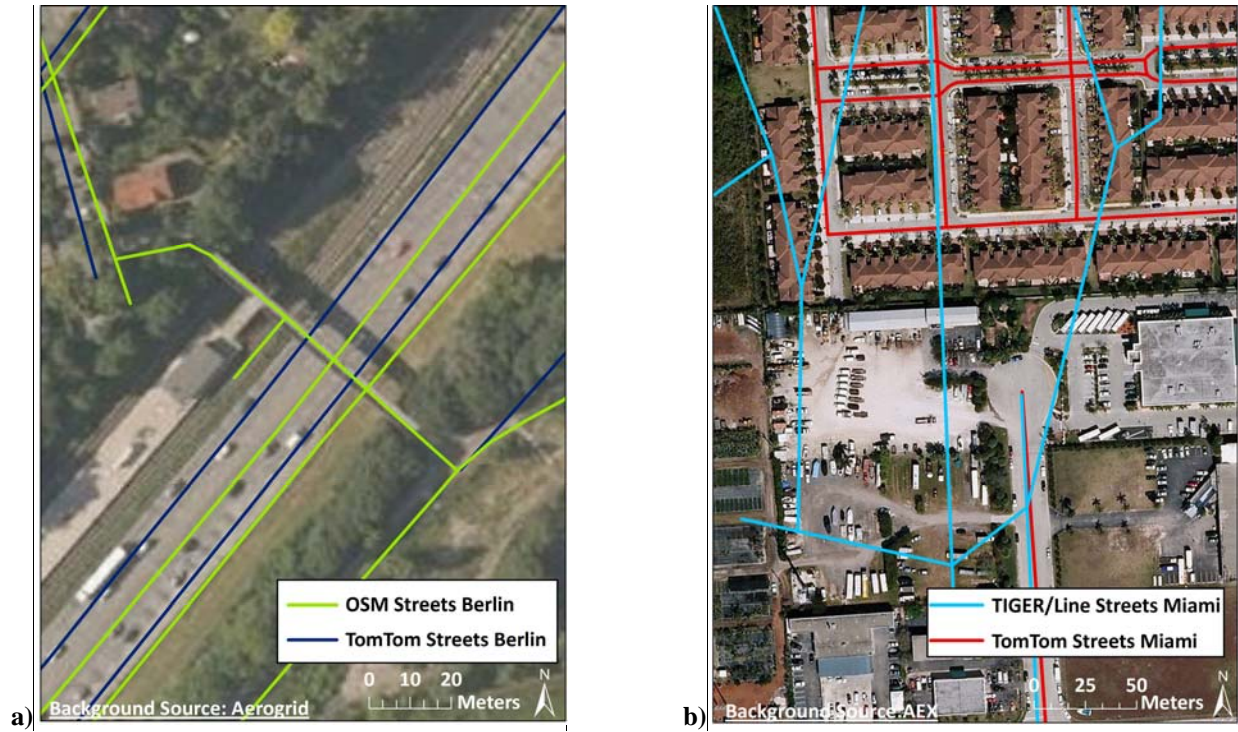 OSM Streets Berlin
TomTom Streets Berlin
0 10 20
Meters
N
Background Source: Aerogrid
a)
TIGER/Line Streets Miami
TomTom Streets Miami
0 25 50
Meters
N
Background Source:AEX
b)